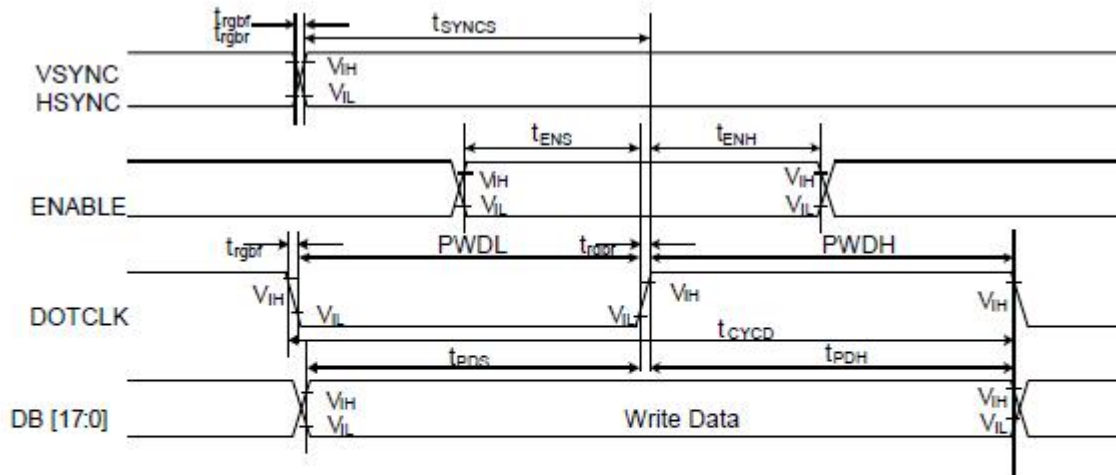 trgbf
trgbr
tSYNCS
VSYNC
HSYNC
VIH
VIL
tENS
tENH
ENABLE
VIH
VIL
VIH
VIL
trgbf
PWDL
trgbr
PWDH
DOTCLK
VIH
VIL
VIL
VIH
VIH
tCYCD
tPDS
tPDH
DB [17:0]
VIH
VIL
Write Data
VIH
VIL